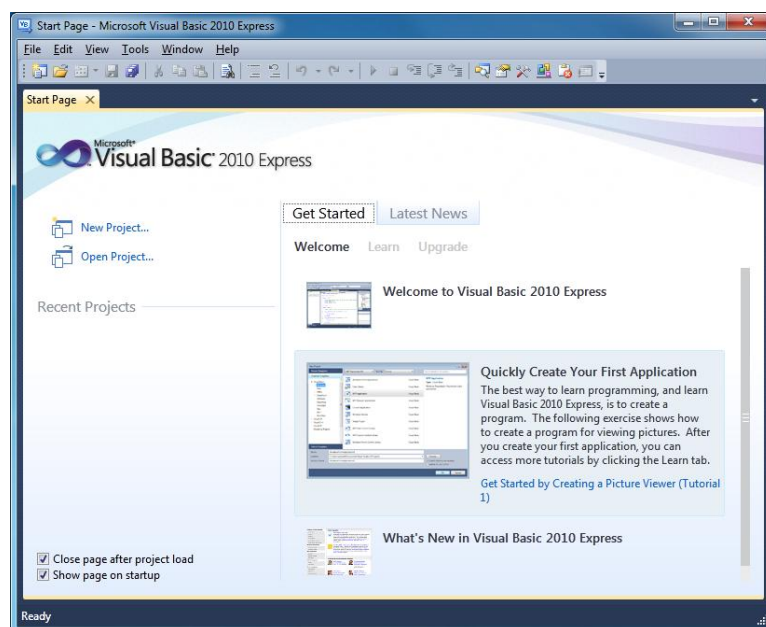 Start Page - Microsoft Visual Basic 2010 Express
File Edit View Tools Window Help
Start Page
Microsoft®
Visual Basic® 2010 Express
New Project...
Open Project...
Recent Projects
Close page after project load
Show page on startup
Get Started Latest News
Welcome Learn Upgrade
Welcome to Visual Basic 2010 Express
Quickly Create Your First Application
The best way to learn programming, and learn
Visual Basic 2010 Express, is to create a
program. The following exercise shows how
to create a program for viewing pictures. After
you create your first application, you can
access more tutorials by clicking the Learn tab.
Get Started by Creating a Picture Viewer (Tutorial
1)
What's New in Visual Basic 2010 Express
Ready